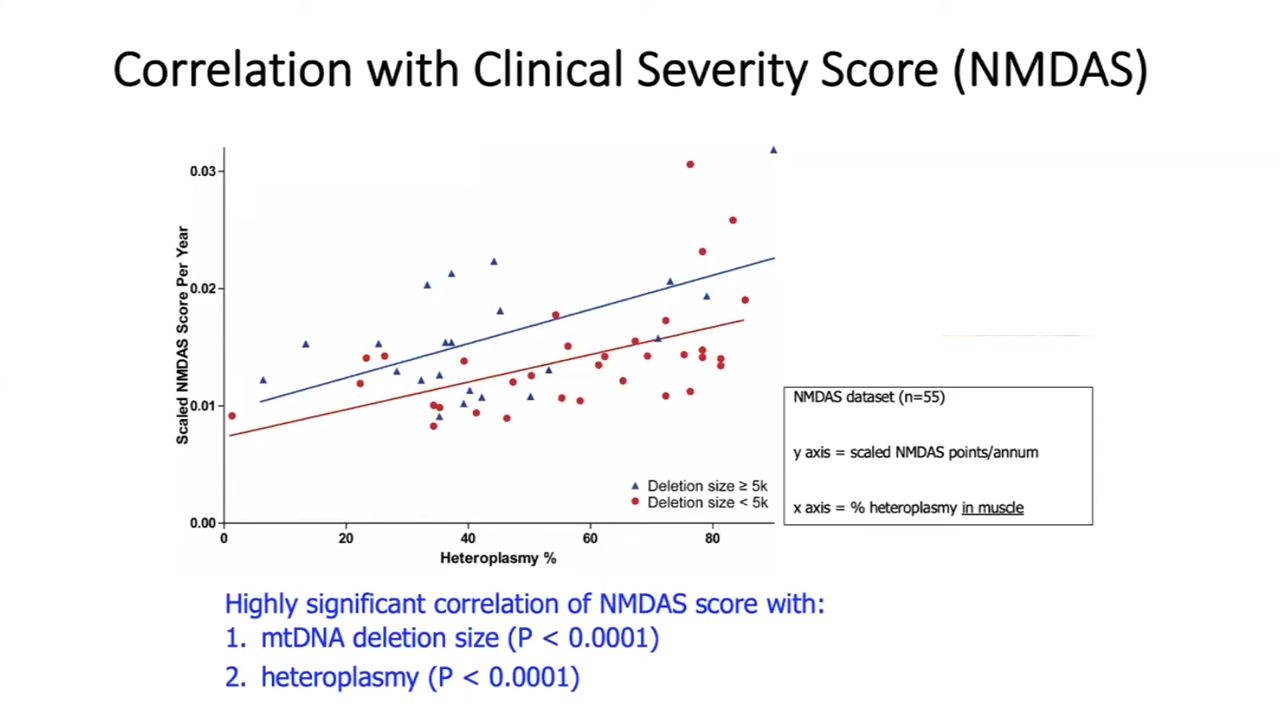 Correlation with Clinical Severity Score (NMDAS)
0.03
0.02
0.01
0.00
Scaled NMDAS Score Per Year
0 20 40 60 80
Heteroplasmy %
Deletion size ≥ 5k
Deletion size < 5k
NMDAS dataset (n=55)
y axis = scaled NMDAS points/annum
x axis = % heteroplasmy in muscle
Highly significant correlation of NMDAS score with:
1. mtDNA deletion size (P < 0.0001)
2. heteroplasmy (P < 0.0001)